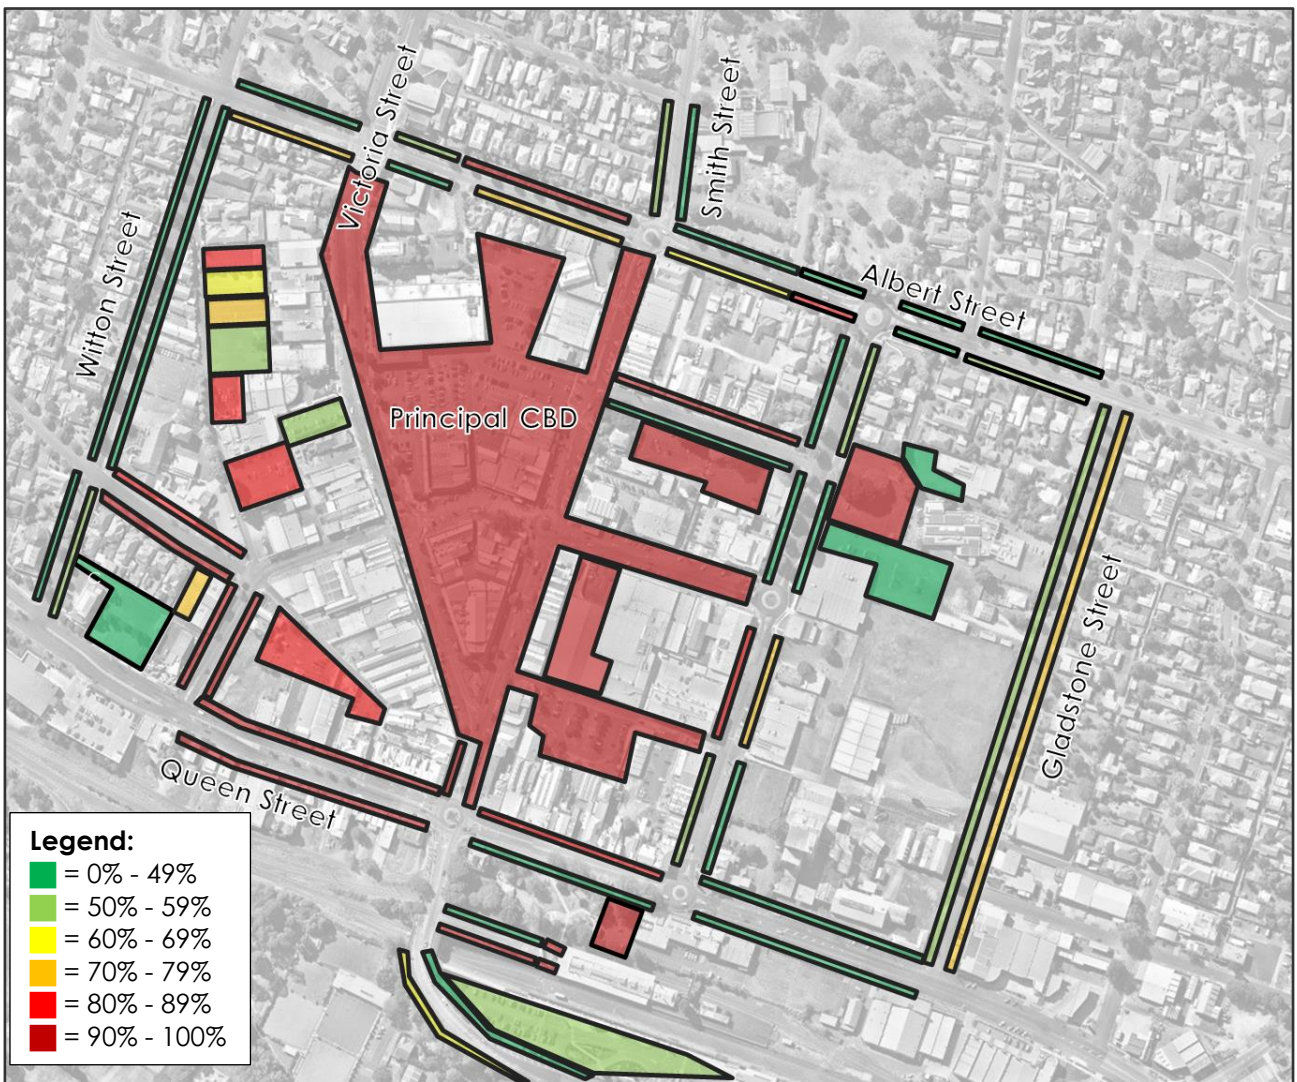 Victoria Street
Smith Street
Witton Street
Albert Street
Principal CBD
Gladstone Street
Queen Street
Legend:
= 0% - 49%
= 50% - 59%
= 60% - 69%
= 70% - 79%
= 80% - 89%
= 90% - 100%